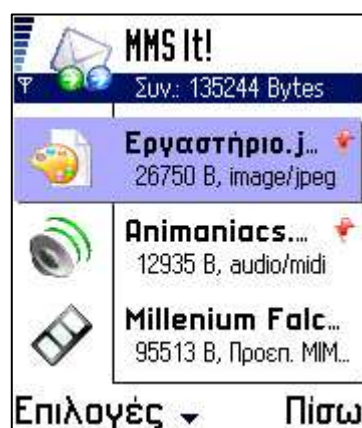 MMS It!
Συν.: 135244 Bytes
Εργαστήριο.j...
26750 B, image/jpeg
Animaniacs....
12935 B, audio/midi
Millenium Falc...
95513 B, Προεπ. MIM...
Επιλογές Πίσω